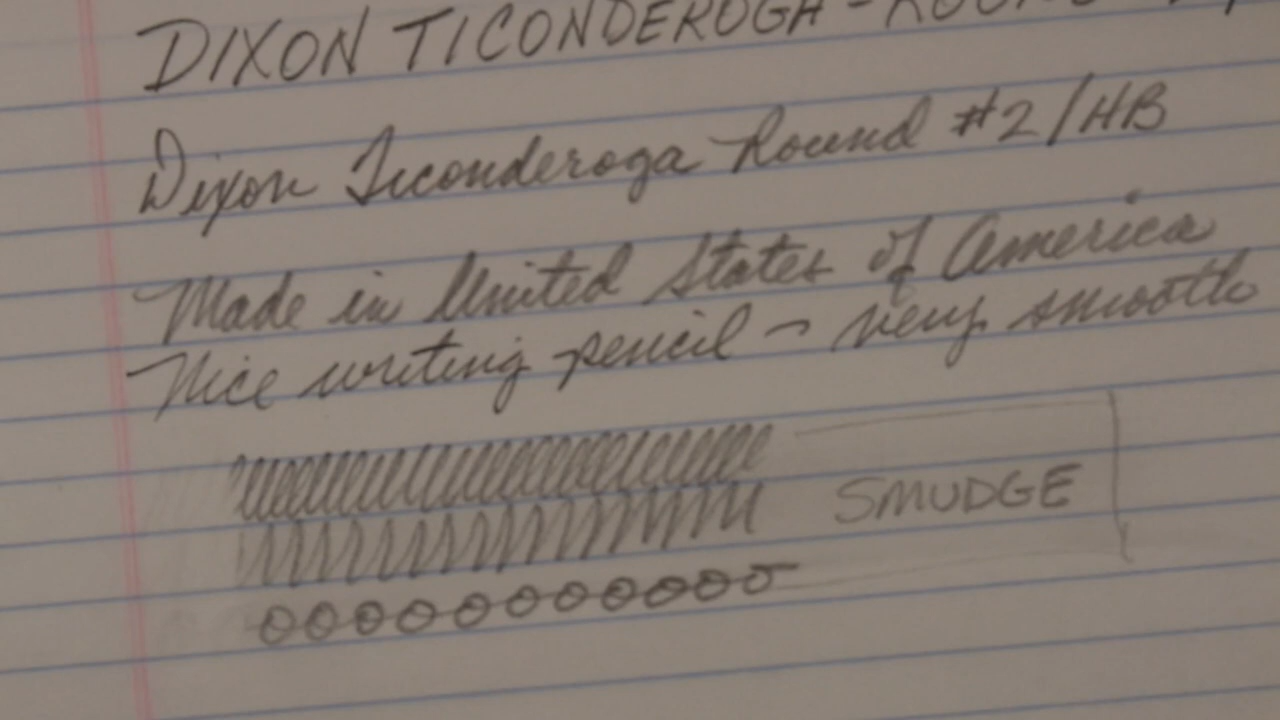 DIXON TICONDEROGA - ROUND
Dixon Ticonderoga Round #2/HB
Made in United States of America
Nice writing pencil - very smooth
SMUDGE